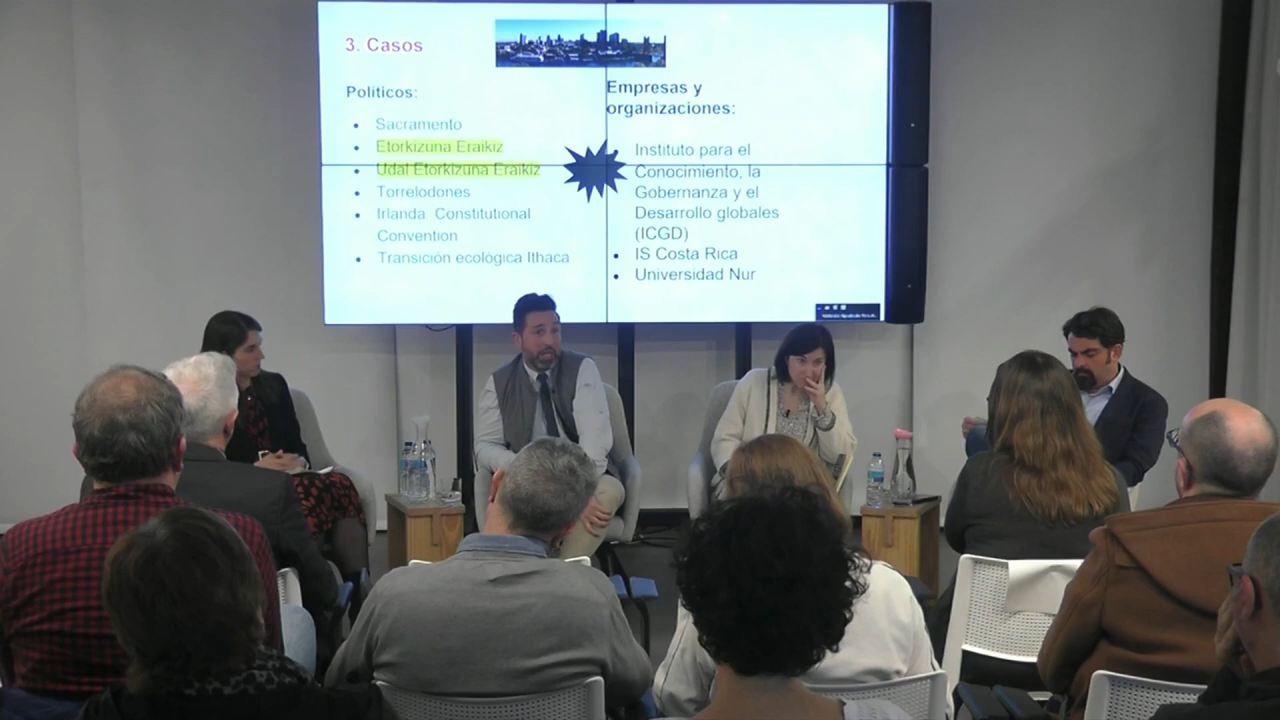 3. Casos
Politicos:
Sacramento
Etorkizuna Eraikiz
Udal Etorkizuna Eraikiz
Torrelodones
Irlanda Constitutional
Convention
Transición ecológica Ithaca
Empresas y
organizaciones:
Instituto para el
Conocimiento, la
Gobernanza y el
Desarrollo globales
(ICGD)
IS Costa Rica
Universidad Nur